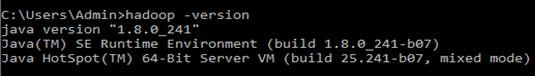 C:\Users\Admin>hadoop -version
java version "1.8.0_241"
Java(TM) SE Runtime Environment (build 1.8.0_241-b07)
Java HotSpot(TM) 64-Bit Server VM (build 25.241-b07, mixed mode)